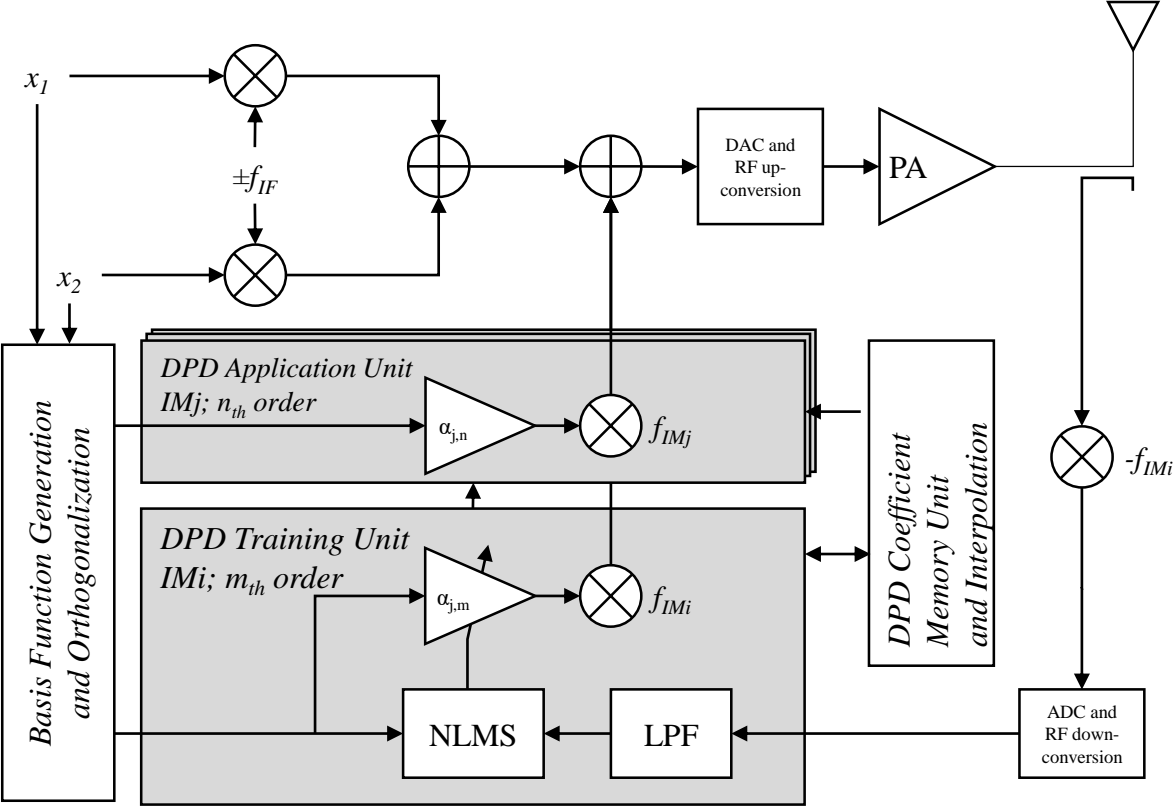 x1
±fIF
x2
DAC and
RF up-
conversion
PA
DPD Application Unit
IMj; nth order
αj,n
fIMj
-fIMi
Basis Function Generation
and Orthogonalization
DPD Coefficient
Memory Unit
and Interpolation
DPD Training Unit
IMi; mth order
αj,m
fIMi
NLMS
LPF
ADC and
RF down-
conversion